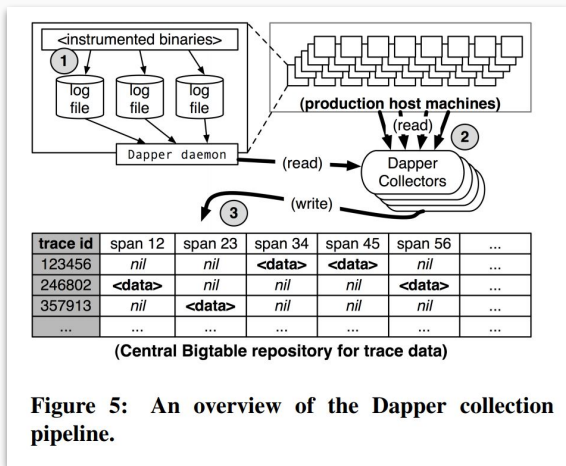 <instrumented binaries>
1
log file
log file
log file
Dapper daemon
(production host machines)
(read)
2
(read)
Dapper Collectors
(write)
3
trace id span 12 span 23 span 34 span 45 span 56 ...
123456 nil nil <data> <data> nil ...
246802 <data> nil nil nil <data> ...
357913 nil <data> nil nil nil ...
... ... ... ... ... ... ...
(Central Bigtable repository for trace data)
Figure 5: An overview of the Dapper collection
pipeline.